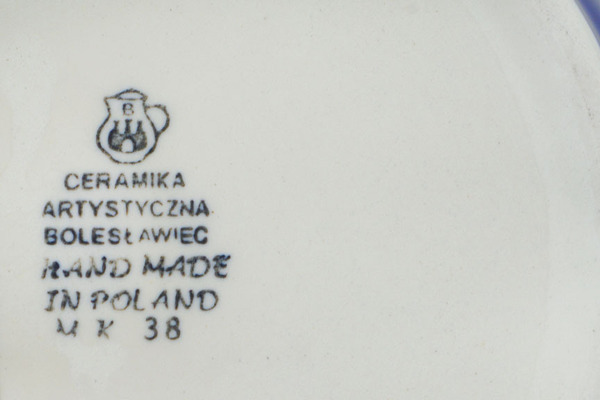 B
CERAMIKA
ARTYSTYCZNA
BOLESŁAWIEC
HAND MADE
IN POLAND
M K 38